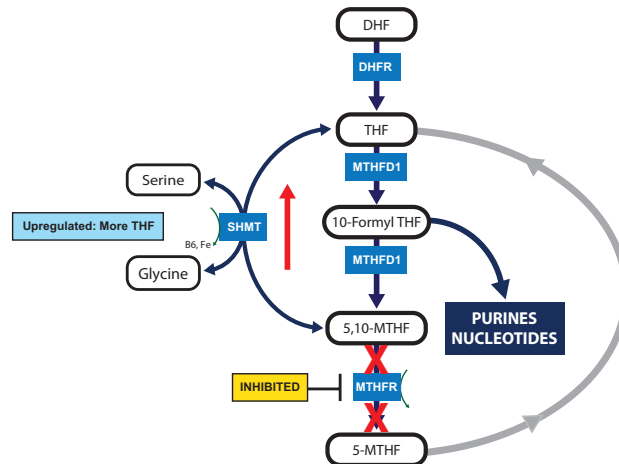 DHF
DHFR
THF
MTHFD1
Serine
Upregulated: More THF
SHMT
10-Formyl THF
B6, Fe
MTHFD1
Glycine
PURINES
NUCLEOTIDES
5,10-MTHF
INHIBITED
MTHFR
5-MTHF